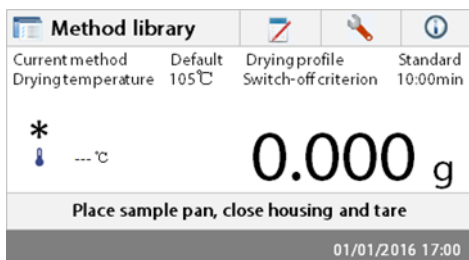 Method library
Current method Default Drying profile Standard
Drying temperature 105℃ Switch-off criterion 10:00min
*
--- ℃
0.000 g
Place sample pan, close housing and tare
01/01/2016 17:00